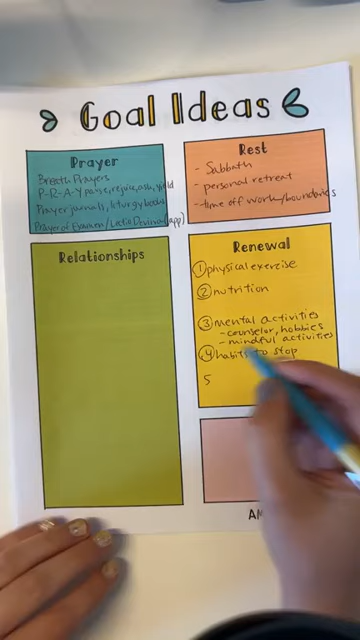 Goal Ideas
Prayer
Breath Prayers
P-R-A-Y pause, rejoice, ask, yield
Prayer journals, liturgy books
Prayer of Examen/Lectio Divina (app)
Rest
- Sabbath
- personal retreat
- time off work/boundaries
Relationships
Renewal
① physical exercise
② nutrition
③ mental activities
- counselor, hobbies
- mindful activities
④ habits to stop
5